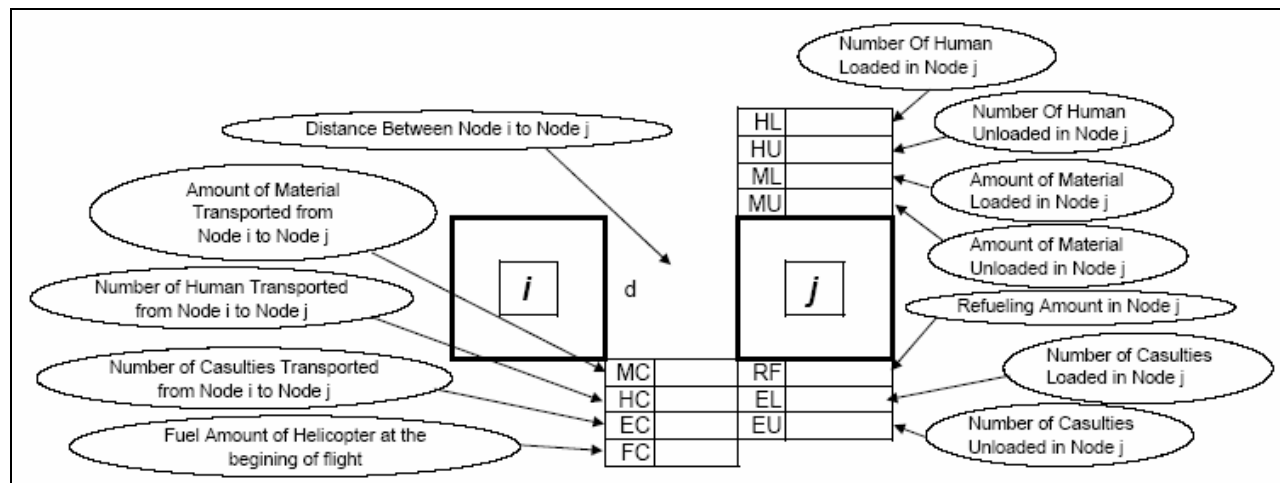 Number Of Human
Loaded in Node j
Distance Between Node i to Node j
HL
Number Of Human
Unloaded in Node j
HU
Amount of Material
Transported from
Node i to Node j
ML
Amount of Material
Loaded in Node j
MU
Amount of Material
Unloaded in Node j
i
d
j
Number of Human Transported
from Node i to Node j
Refueling Amount in Node j
Number of Casulties Transported
from Node i to Node j
MC
RF
Number of Casulties
Loaded in Node j
HC
EL
EC
EU
Fuel Amount of Helicopter at the
begining of flight
FC
Number of Casulties
Unloaded in Node j